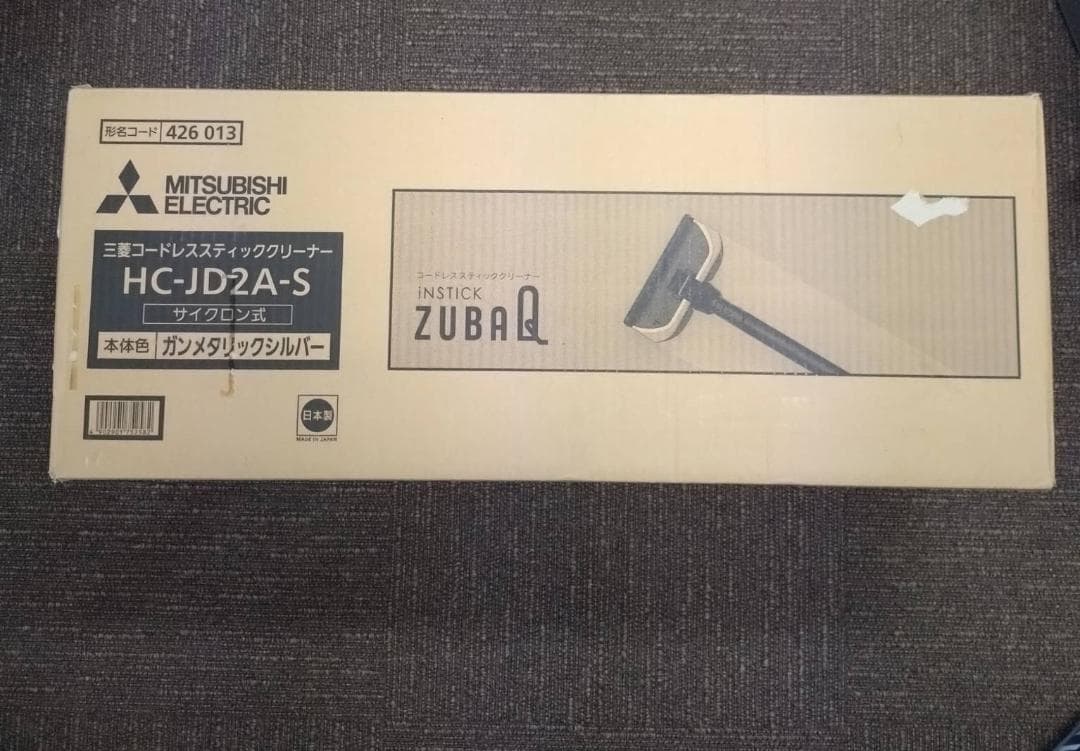 形名コード 426 013
MITSUBISHI
ELECTRIC
三菱コードレススティッククリーナー
HC-JD2A-S
サイクロン式
本体色 ガンメタリックシルバー
日本製
MADE IN JAPAN
コードレススティッククリーナー
iNSTICK
ZUBAQ